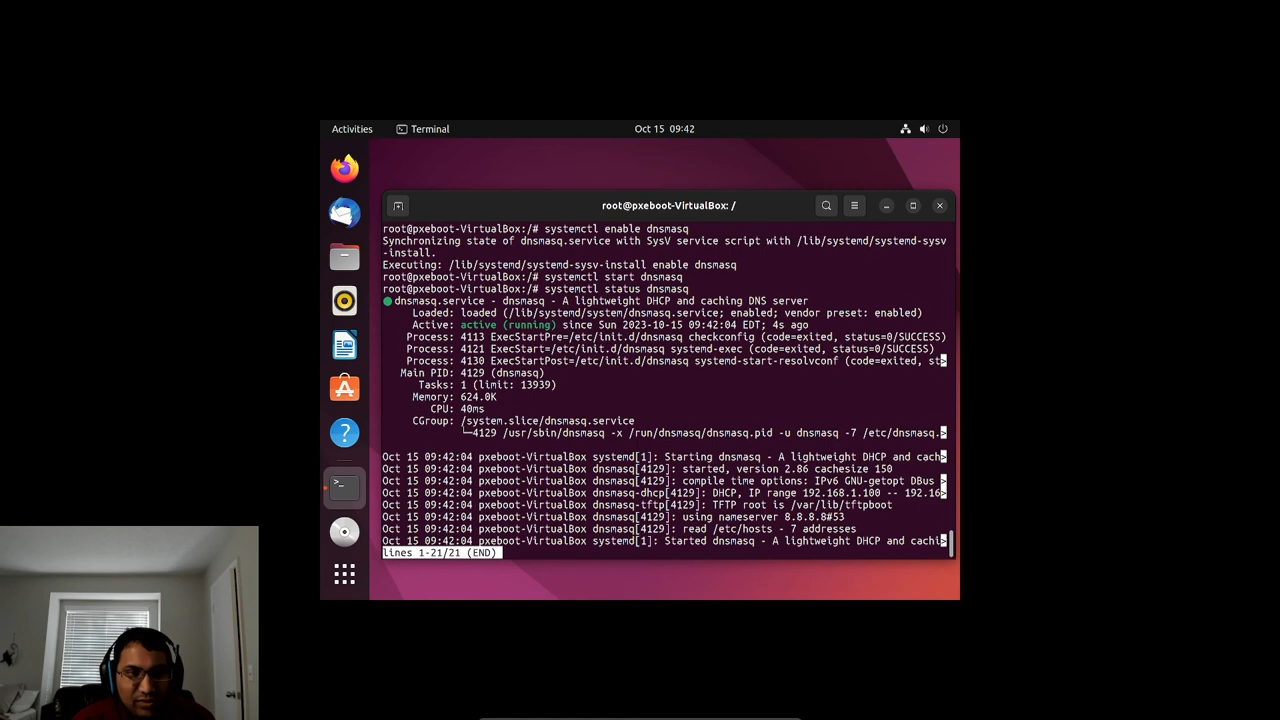 Activities
Terminal
Oct 15 09:42
root@pxeboot-VirtualBox: /
root@pxeboot-VirtualBox:/# systemctl enable dnsmasq
Synchronizing state of dnsmasq.service with SysV service script with /lib/systemd/systemd-sysv
-install.
Executing: /lib/systemd/systemd-sysv-install enable dnsmasq
root@pxeboot-VirtualBox:/# systemctl start dnsmasq
root@pxeboot-VirtualBox:/# systemctl status dnsmasq
● dnsmasq.service - dnsmasq - A lightweight DHCP and caching DNS server
Loaded: loaded (/lib/systemd/system/dnsmasq.service; enabled; vendor preset: enabled)
Active: active (running) since Sun 2023-10-15 09:42:04 EDT; 4s ago
Process: 4113 ExecStartPre=/etc/init.d/dnsmasq checkconfig (code=exited, status=0/SUCCESS)
Process: 4121 ExecStart=/etc/init.d/dnsmasq systemd-exec (code=exited, status=0/SUCCESS)
Process: 4130 ExecStartPost=/etc/init.d/dnsmasq systemd-start-resolvconf (code=exited, st>
Main PID: 4129 (dnsmasq)
Tasks: 1 (limit: 13939)
Memory: 624.0K
CPU: 40ms
CGroup: /system.slice/dnsmasq.service
└─4129 /usr/sbin/dnsmasq -x /run/dnsmasq/dnsmasq.pid -u dnsmasq -7 /etc/dnsmasq.>
Oct 15 09:42:04 pxeboot-VirtualBox systemd[1]: Starting dnsmasq - A lightweight DHCP and cach>
Oct 15 09:42:04 pxeboot-VirtualBox dnsmasq[4129]: started, version 2.86 cachesize 150
Oct 15 09:42:04 pxeboot-VirtualBox dnsmasq[4129]: compile time options: IPv6 GNU-getopt DBus >
Oct 15 09:42:04 pxeboot-VirtualBox dnsmasq-dhcp[4129]: DHCP, IP range 192.168.1.100 -- 192.16>
Oct 15 09:42:04 pxeboot-VirtualBox dnsmasq-tftp[4129]: TFTP root is /var/lib/tftpboot
Oct 15 09:42:04 pxeboot-VirtualBox dnsmasq[4129]: using nameserver 8.8.8.8#53
Oct 15 09:42:04 pxeboot-VirtualBox dnsmasq[4129]: read /etc/hosts - 7 addresses
Oct 15 09:42:04 pxeboot-VirtualBox systemd[1]: Started dnsmasq - A lightweight DHCP and cachi>
lines 1-21/21 (END)